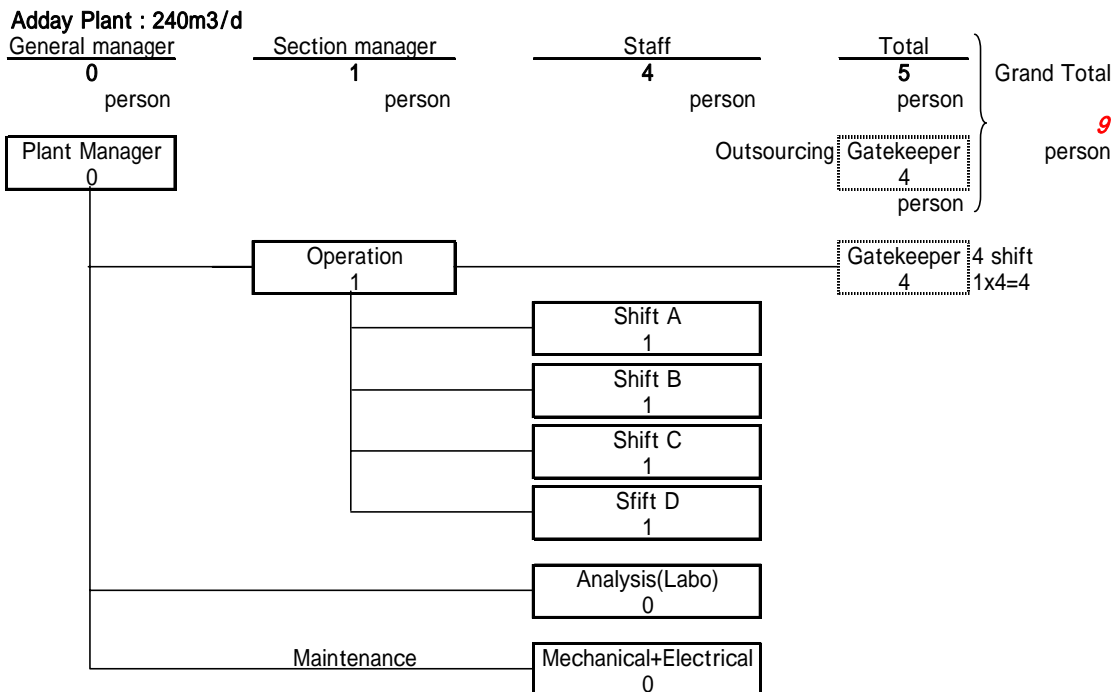 Adday Plant : 240m3/d
General manager Section manager Staff Total
0 1 4 5 Grand Total
person person person person
9
Plant Manager Outsourcing Gatekeeper person
0 4
person
Operation Gatekeeper 4 shift
1 4 1x4=4
Shift A
1
Shift B
1
Shift C
1
Sfift D
1
Analysis(Labo)
0
Maintenance Mechanical+Electrical
0